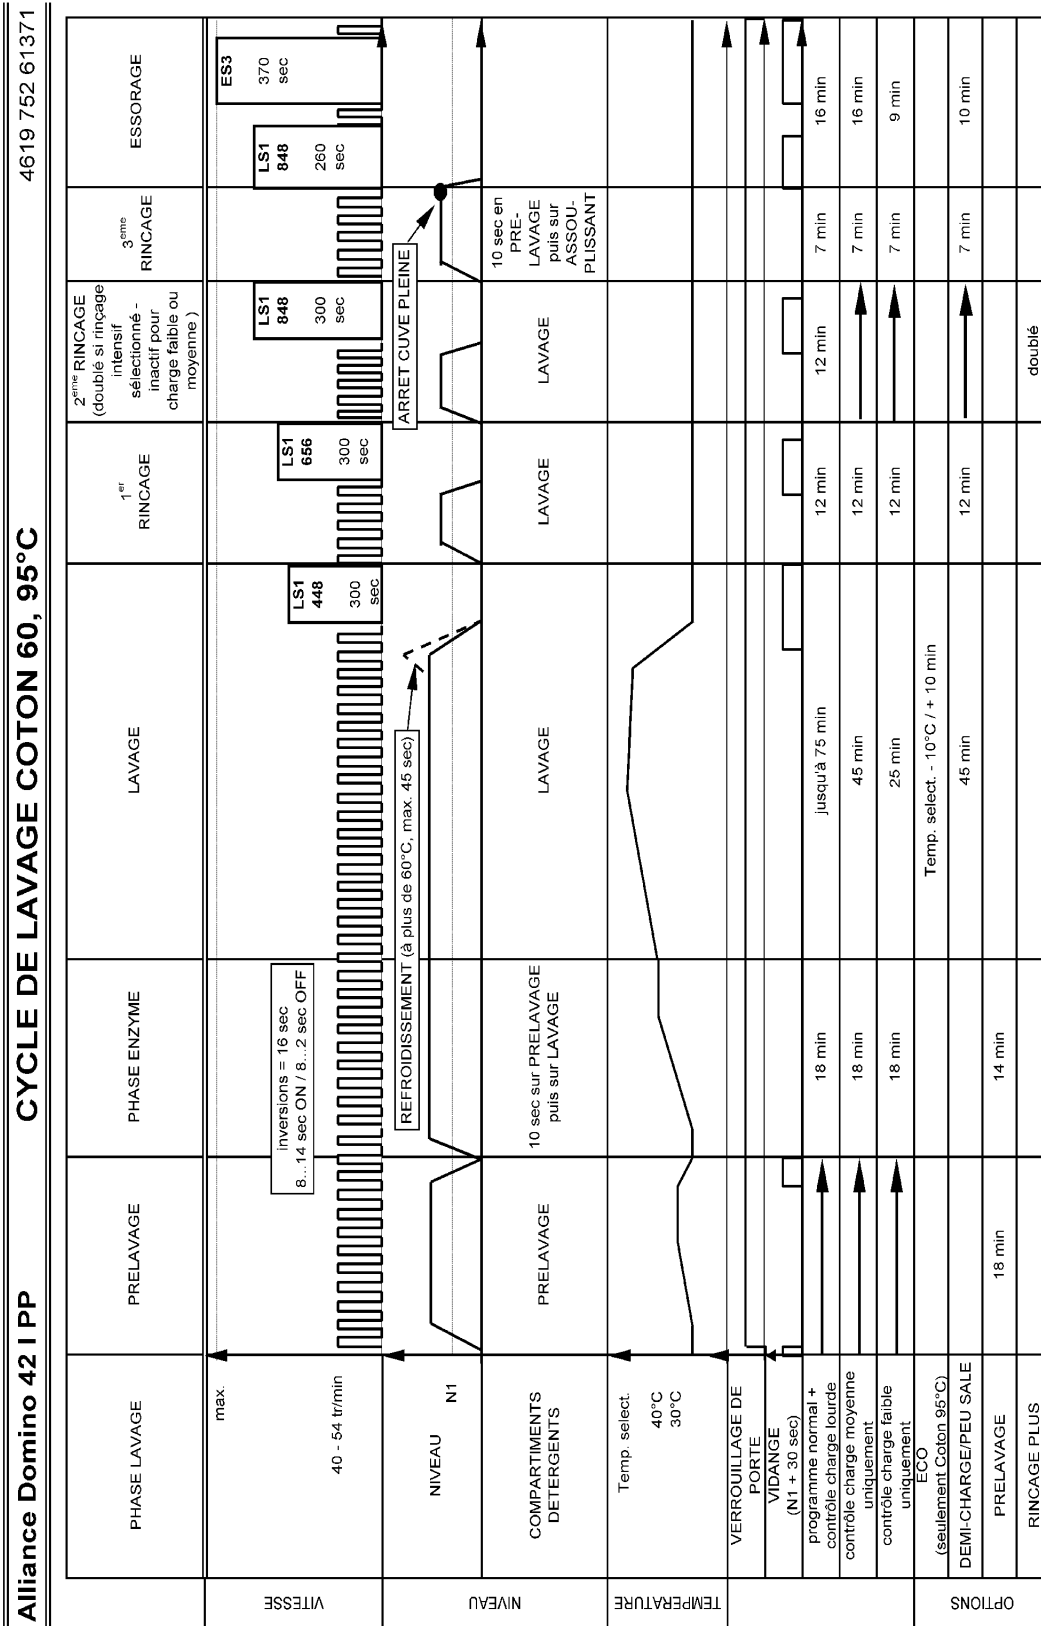 Alliance Domino 42 I PP
CYCLE DE LAVAGE COTON 60, 95°C
4619 752 61371
PHASE LAVAGE
PRELAVAGE
PHASE ENZYME
LAVAGE
1er
RINCAGE
2eme RINCAGE
(doublé si rinçage
intensif
sélectionné -
inactif pour
charge faible ou
moyenne )
3eme
RINCAGE
ESSORAGE
VITESSE
max.
40 - 54 tr/min
inversions = 16 sec
8...14 sec ON / 8...2 sec OFF
LS1
448
300
sec
LS1
656
300
sec
LS1
848
300
sec
LS1
848
260
sec
ES3
370
sec
NIVEAU
NIVEAU
N1
REFROIDISSEMENT (à plus de 60°C, max. 45 sec)
ARRET CUVE PLEINE
COMPARTIMENTS
DETERGENTS
PRELAVAGE
10 sec sur PRELAVAGE
puis sur LAVAGE
LAVAGE
LAVAGE
LAVAGE
10 sec en
PRE-
LAVAGE
puis sur
ASSOU-
PLISSANT
TEMPERATURE
Temp. select.
40°C
30°C
VERROUILLAGE DE
PORTE
VIDANGE
(N1 + 30 sec)
programme normal +
contrôle charge lourde
18 min
jusqu'à 75 min
12 min
12 min
7 min
16 min
contrôle charge moyenne
uniquement
18 min
45 min
12 min
7 min
16 min
contrôle charge faible
uniquement
18 min
25 min
12 min
7 min
9 min
OPTIONS
ECO
(seulement Coton 95°C)
Temp. select. - 10°C / + 10 min
DEMI-CHARGE/PEU SALE
45 min
12 min
7 min
10 min
PRELAVAGE
18 min
14 min
RINCAGE PLUS
doublé